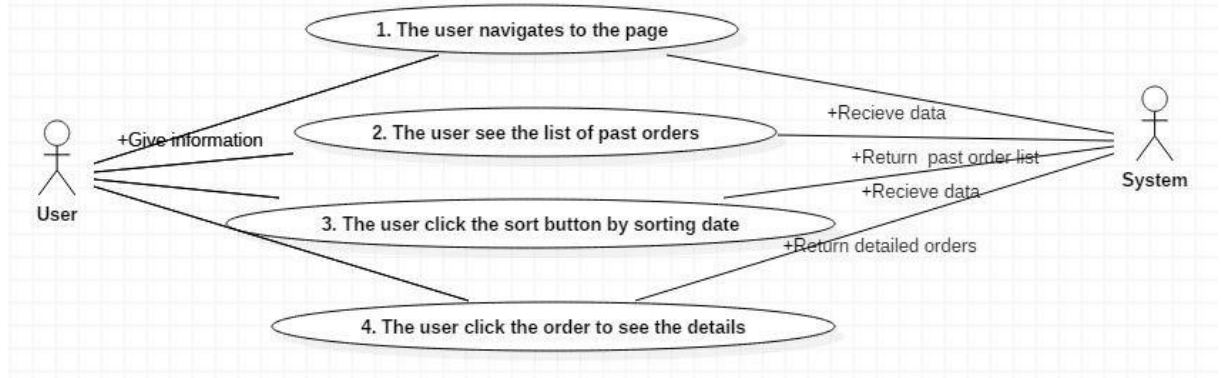 1. The user navigates to the page
+Recieve data
+Give information
2. The user see the list of past orders
+Return past order list
System
+Recieve data
User
3. The user click the sort button by sorting date
+Return detailed orders
4. The user click the order to see the details